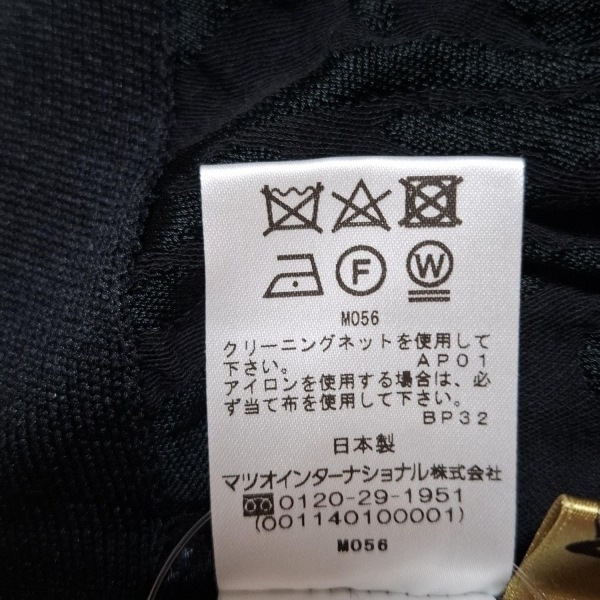 F W
M056
クリーニングネットを使用して
下さい。 AP01
アイロンを使用する場合は、必
ず当て布を使用して下さい。
BP32
日本製
マツオインターナショナル株式会社
0120-29-1951
(001140100001)
M056